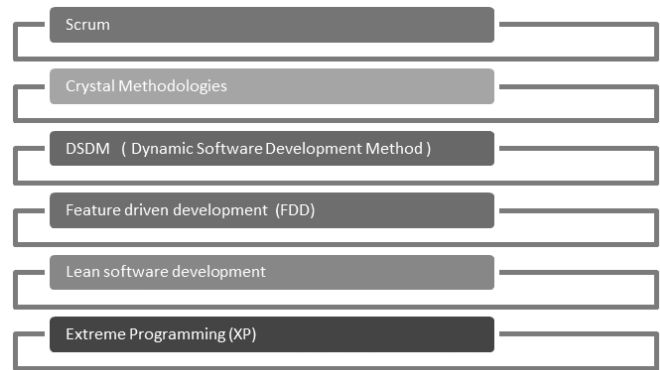 Scrum
Crystal Methodologies
DSDM ( Dynamic Software Development Method )
Feature driven development (FDD)
Lean software development
Extreme Programming (XP)